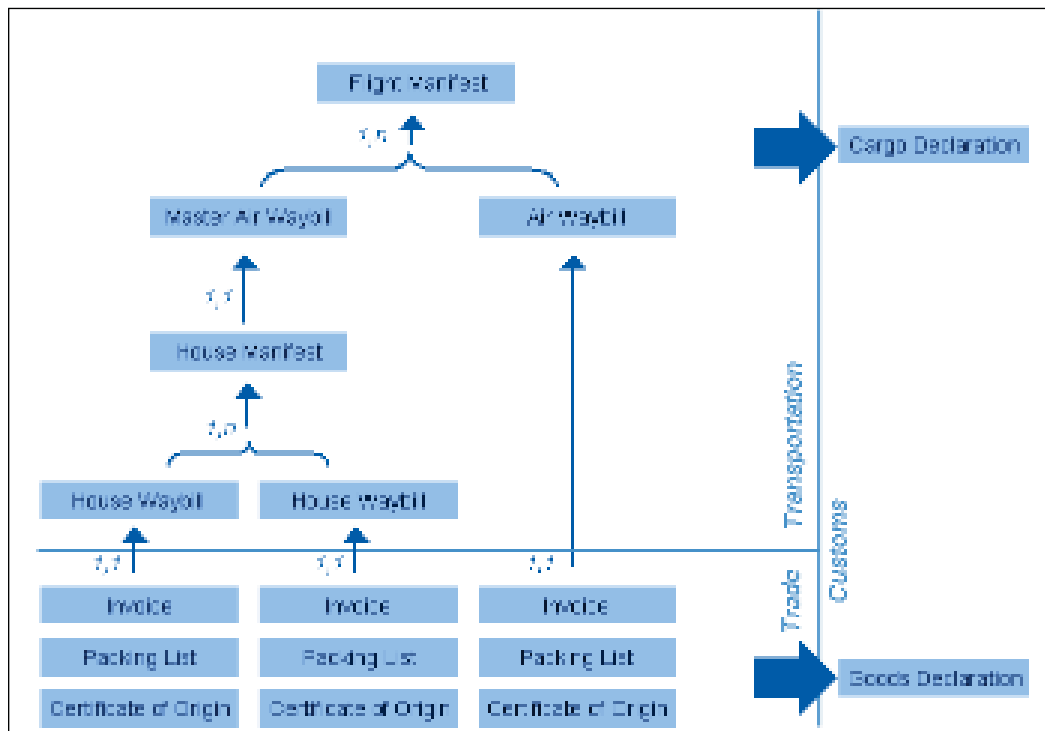 Flight Manifest
1,n
Cargo Declaration
Master Air Waybill
Air Waybill
1,1
House Manifest
1,n
House Waybill
House Waybill
Transportation
Customs
1,1
1,1
1,1
Trade
Invoice
Invoice
Invoice
Packing List
Packing List
Packing List
Goods Declaration
Certificate of Origin
Certificate of Origin
Certificate of Origin